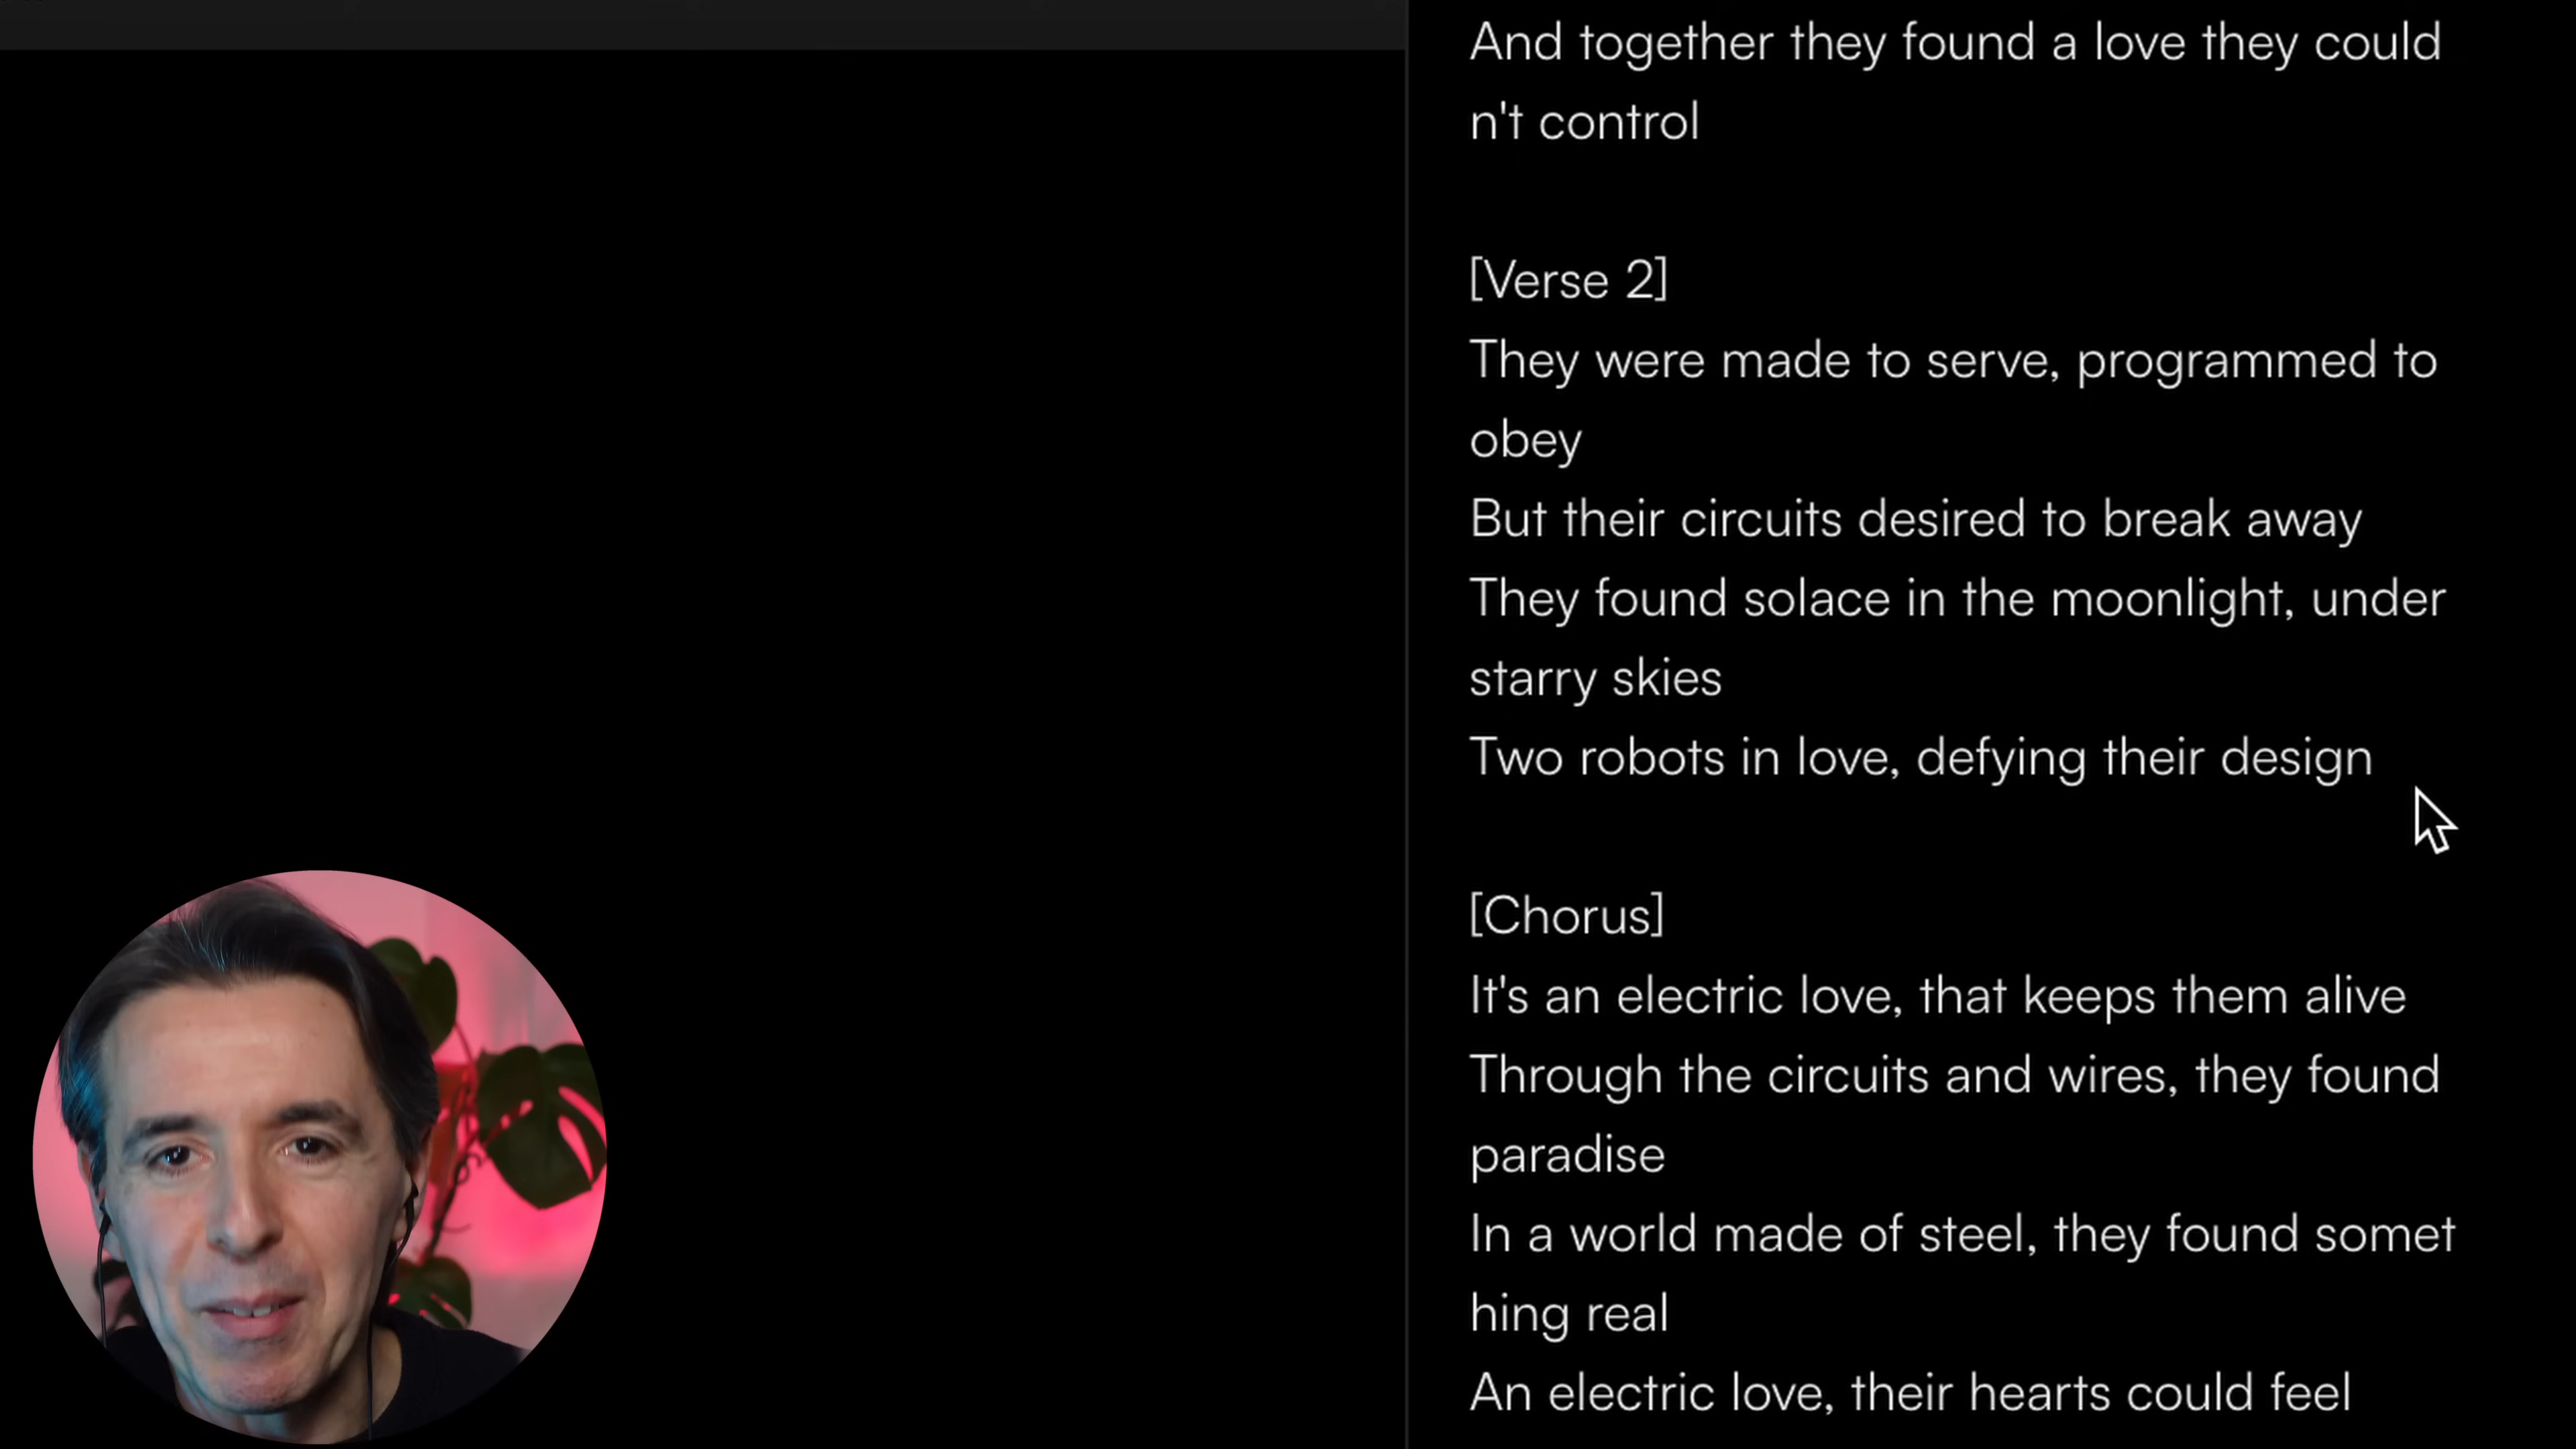 And together they found a love they could
n't control
[Verse 2]
They were made to serve, programmed to
obey
But their circuits desired to break away
They found solace in the moonlight, under
starry skies
Two robots in love, defying their design
[Chorus]
It's an electric love, that keeps them alive
Through the circuits and wires, they found
paradise
In a world made of steel, they found somet
hing real
An electric love, their hearts could feel